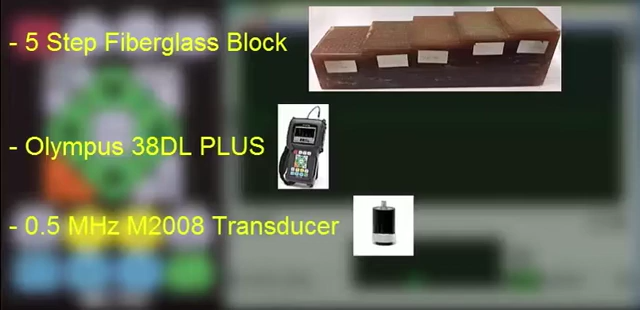 - 5 Step Fiberglass Block
- Olympus 38DL PLUS
- 0.5 MHz M2008 Transducer